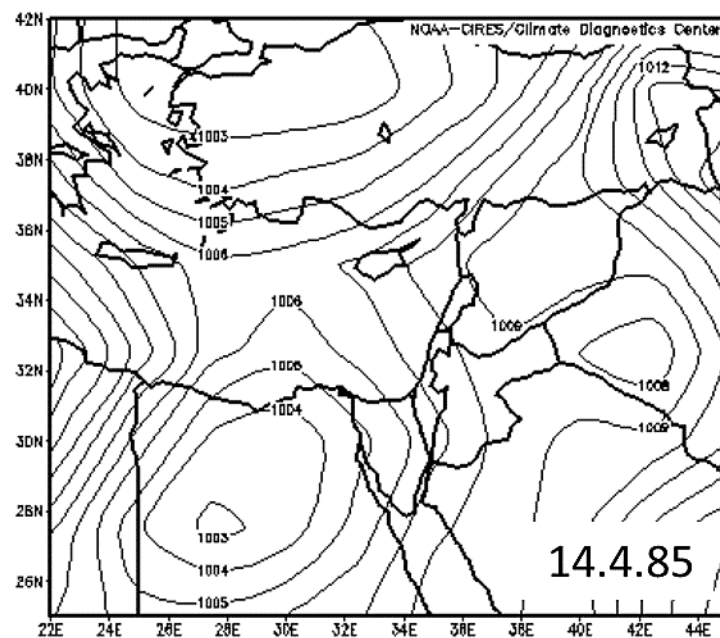 42N
NOAA-CIRES/Climate Diagnostics Center
1012
40N
1003
38N
1004
1005
36N
1006
34N
1006
1009
32N
1005
1008
1004
30N
1009
28N
1003
14.4.85
1004
26N
1005
22E 24E 26E 28E 30E 32E 34E 36E 38E 40E 42E 44E